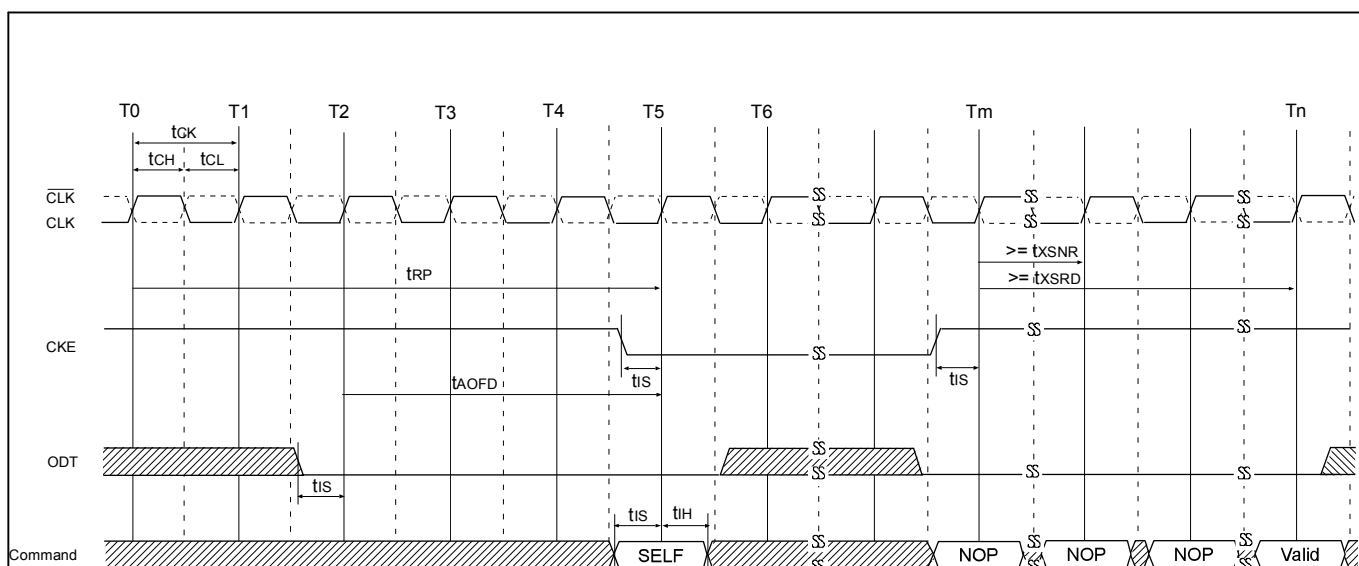 T0 T1 T2 T3 T4 T5 T6 Tm Tn
tCK
tCH tCL
CLK
CLK
>= tXSNR
tRP >= tXSRD
CKE
tIS tIS
tAOFD
ODT
tIS
tIS tIH
Command SELF NOP NOP NOP Valid